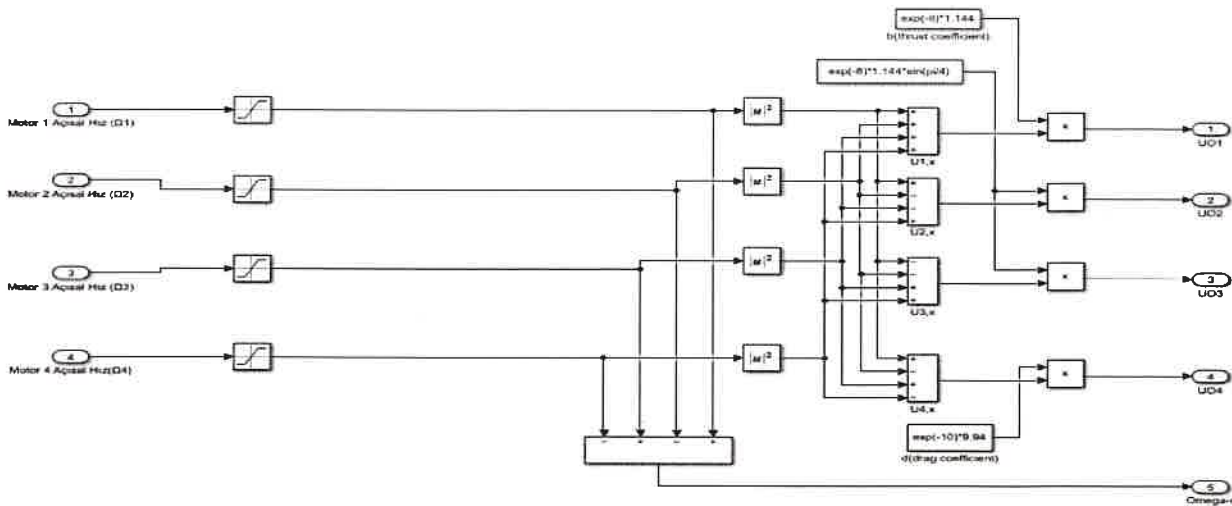 exp(-8)*1.144
b(thrust coefficient)
exp(-8)*1.144*sin(pi/4)
1
Motor 1 Açısal Hız (Ω1)
|u|²
+
+
+
+
U1,x
×
1
UO1
2
Motor 2 Açısal Hız (Ω2)
|u|²
+
-
-
+
U2,x
×
2
UO2
3
Motor 3 Açısal Hız (Ω3)
|u|²
-
-
+
+
U3,x
×
3
UO3
4
Motor 4 Açısal Hız(Ω4)
|u|²
+
-
+
-
U4,x
×
4
UO4
- + - +
exp(-10)*9.94
d(drag coefficient)
5